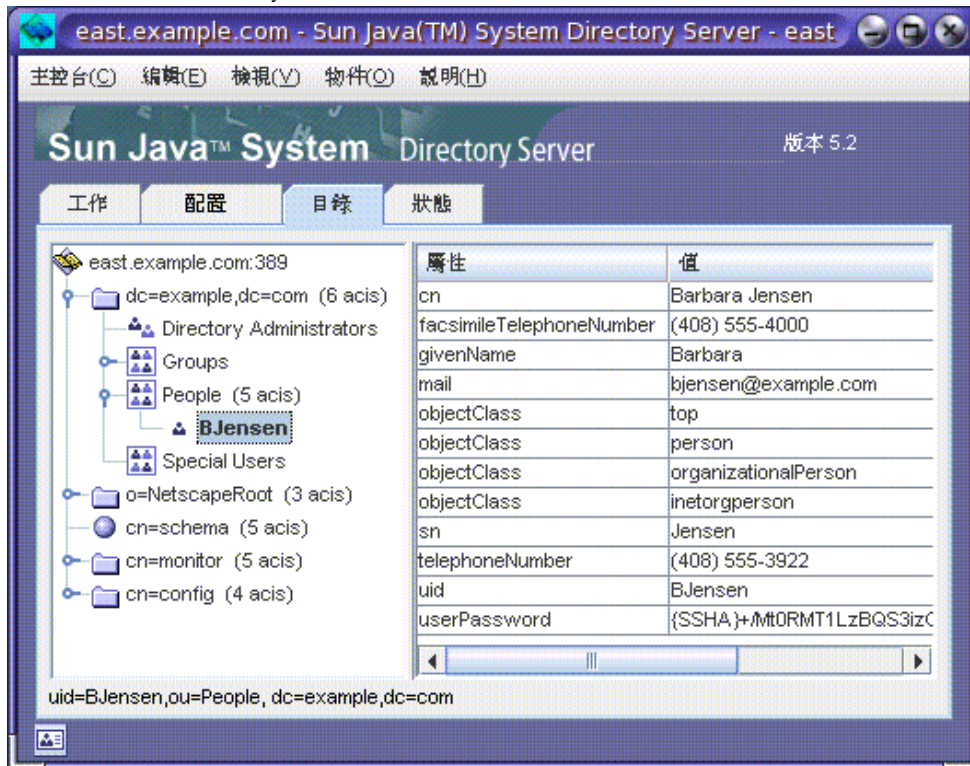 east.example.com - Sun Java(TM) System Directory Server - east
主控台(C) 編輯(E) 檢視(V) 物件(O) 說明(H)
Sun Java™ System Directory Server 版本 5.2
工作 配置 目錄 狀態
east.example.com:389
dc=example,dc=com (6 acis)
Directory Administrators
Groups
People (5 acis)
BJensen
Special Users
o=NetscapeRoot (3 acis)
cn=schema (5 acis)
cn=monitor (5 acis)
cn=config (4 acis)
屬性 值
cn Barbara Jensen
facsimileTelephoneNumber (408) 555-4000
givenName Barbara
mail bjensen@example.com
objectClass top
objectClass person
objectClass organizationalPerson
objectClass inetorgperson
sn Jensen
telephoneNumber (408) 555-3922
uid BJensen
userPassword
uid=BJensen,ou=People, dc=example,dc=com